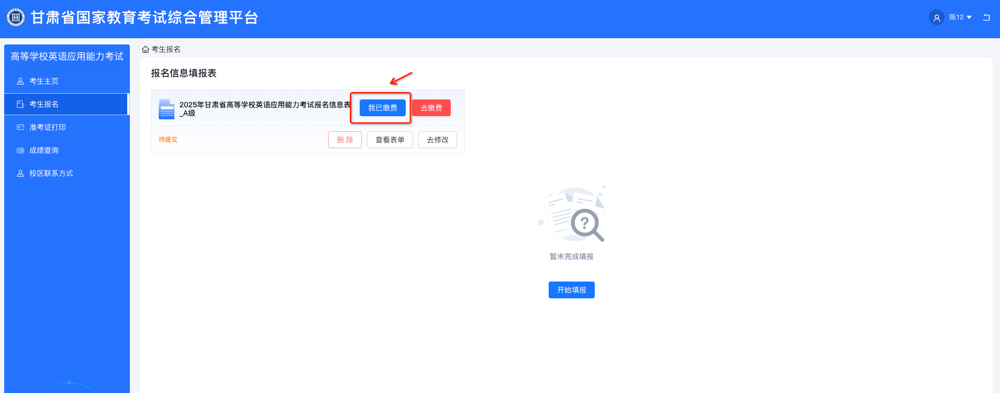 甘肃省国家教育考试综合管理平台
陈12
高等学校英语应用能力考试
考生主页
考生报名
准考证打印
成绩查询
校区联系方式
考生报名
报名信息填报表
2025年甘肃省高等学校英语应用能力考试报名信息表
_A级
我已缴费
去缴费
待提交
删 除
查看表单
去修改
暂未完成填报
开始填报